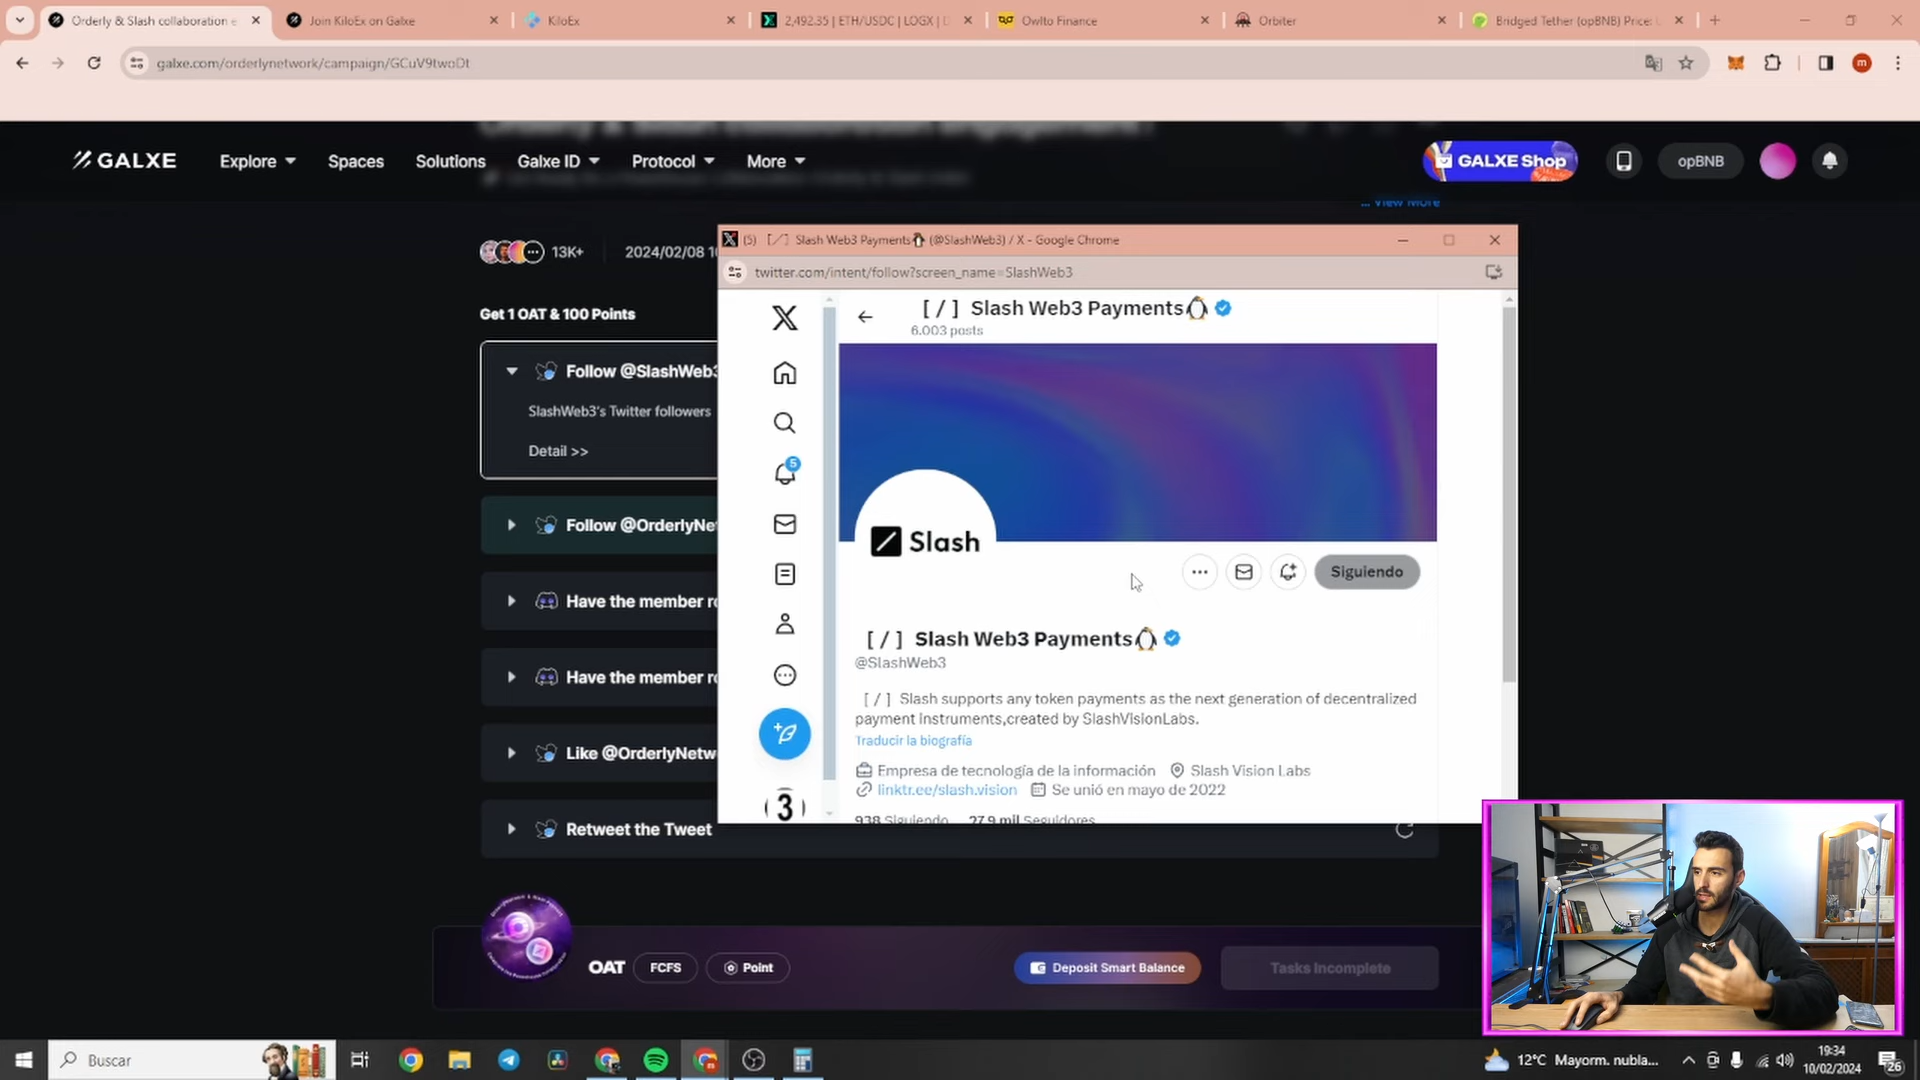 Orderly & Slash collaboration e
Join KiloEx on Galxe
KiloEx
2,492.35 | ETH/USDC | LOGX | D
Owlto Finance
Orbiter
Bridged Tether (opBNB) Price:
galxe.com/orderlynetwork/campaign/GCuV9twoDt
m
GALXE
Explore
Spaces
Solutions
Galxe ID
Protocol
More
GALXE Shop
opBNB
... View More
13K+
2024/02/08 1
Get 1 OAT & 100 Points
Follow @SlashWeb3
SlashWeb3's Twitter followers
Detail >>
Follow @OrderlyNe
Have the member r
Have the member r
Like @OrderlyNetw
Retweet the Tweet
(5) [/] Slash Web3 Payments (@SlashWeb3) / X - Google Chrome
twitter.com/intent/follow?screen_name=SlashWeb3
[/] Slash Web3 Payments
6.003 posts
5
Slash
Siguiendo
[/] Slash Web3 Payments
@SlashWeb3
[/] Slash supports any token payments as the next generation of decentralized
payment instruments,created by SlashVisionLabs.
Traducir la biografía
Empresa de tecnología de la información
Slash Vision Labs
linktr.ee/slash.vision
Se unió en mayo de 2022
938 Siguiendo
27,9 mil Seguidores
(3)
OAT
FCFS
Point
Deposit Smart Balance
Tasks Incomplete
Buscar
12°C Mayorm. nubla...
19:34
10/02/2024
26